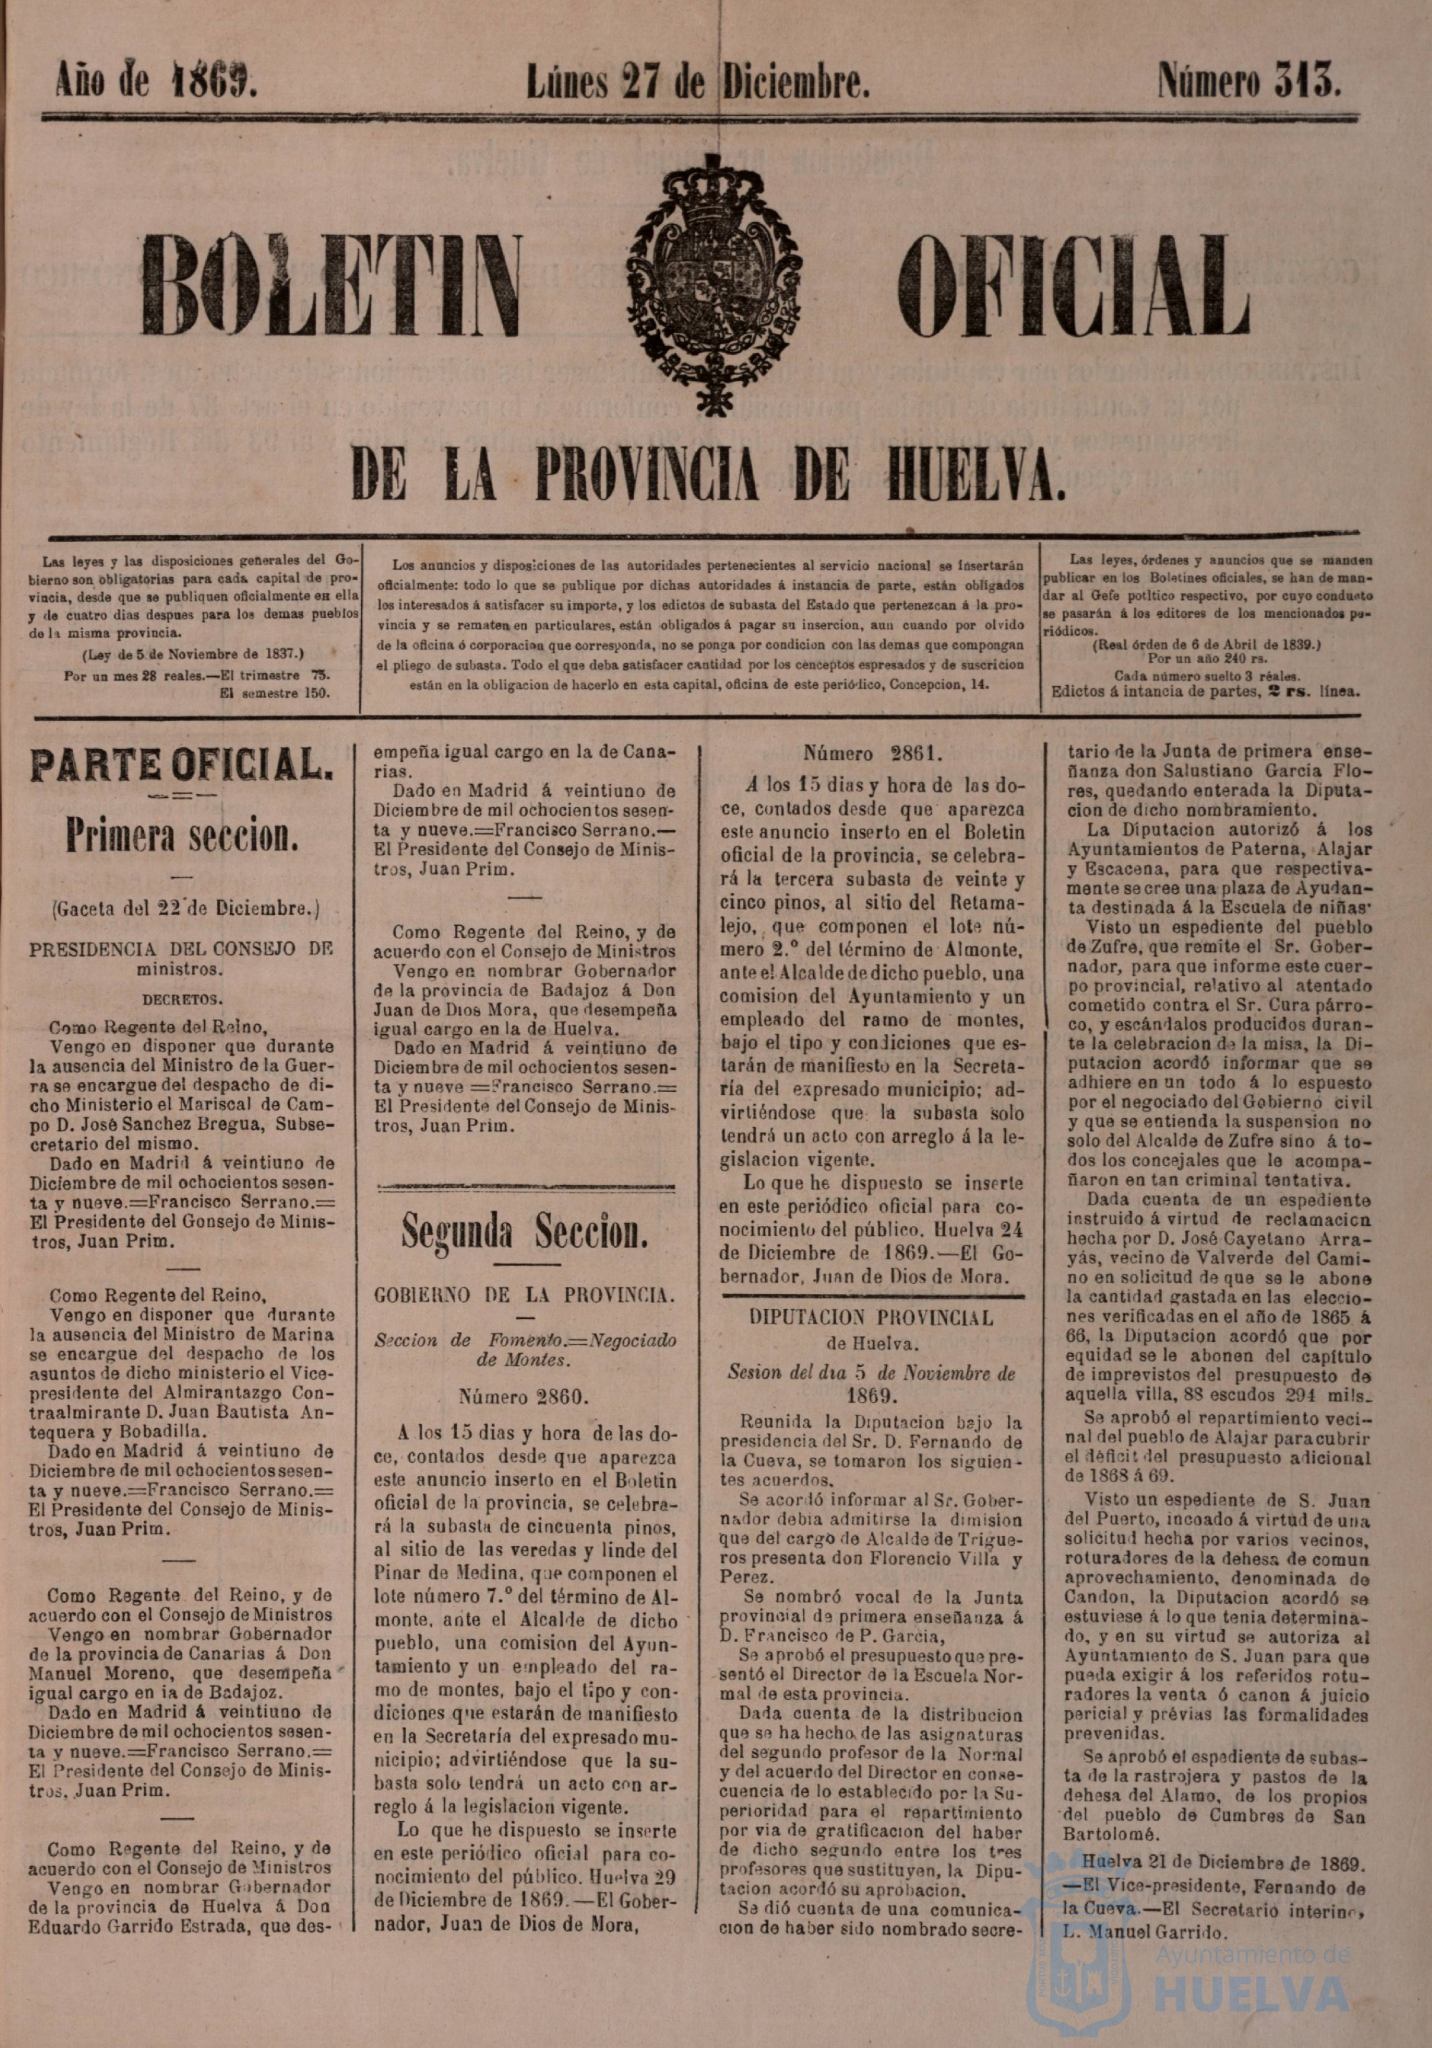 Año de 1869.
Lúnes 27 de Diciembre.
Número 313.
BOLETIN OFICIAL
DE LA PROVINCIA DE HUELVA.
Las leyes y las disposiciones generales del Go-
bierno son obligatorias para cada capital de pro-
vincia, desde que se publiquen oficialmente en ella
y de cuatro dias despues para los demas pueblos
de la misma provincia.
(Ley de 5 de Noviembre de 1837.)
Por un mes 28 reales.—El trimestre 75.
El semestre 150.
Los anuncios y disposiciones de las autoridades pertenecientes al servicio nacional se insertarán
oficialmente: todo lo que se publique por dichas autoridades á instancia de parte, están obligados
los interesados á satisfacer su importe, y los edictos de subasta del Estado que pertenezcan á la pro-
vincia y se rematen en particulares, están obligados á pagar su insercion, aun cuando por olvido
de la oficina ó corporacion que corresponda, no se ponga por condicion con las demas que compongan
el pliego de subasta. Todo el que deba satisfacer cantidad por los conceptos espresados y de suscricion
están en la obligacion de hacerlo en esta capital, oficina de este periódico, Concepcion, 14.
Las leyes, órdenes y anuncios que se manden
publicar en los Boletines oficiales, se han de man-
dar al Gefe político respectivo, por cuyo conducto
se pasarán á los editores de los mencionados pe-
riódicos.
(Real órden de 6 de Abril de 1839.)
Por un año 240 rs.
Cada número suelto 3 réales.
Edictos á intancia de partes, 2 rs. línea.
PARTE OFICIAL.
Primera seccion.
(Gaceta del 22 de Diciembre.)
PRESIDENCIA DEL CONSEJO DE
ministros.
DECRETOS.
Como Regente del Reino,
Vengo en disponer que durante
la ausencia del Ministro de la Guer-
ra se encargue del despacho de di-
cho Ministerio el Mariscal de Cam-
po D. José Sanchez Bregua, Subse-
cretario del mismo.
Dado en Madrid á veintiuno de
Diciembre de mil ochocientos sesen-
ta y nueve.=Francisco Serrano.=
El Presidente del Gonsejo de Minis-
tros, Juan Prim.
Como Regente del Reino,
Vengo en disponer que durante
la ausencia del Ministro de Marina
se encargue del despacho de los
asuntos de dicho ministerio el Vice-
presidente del Almirantazgo Con-
traalmirante D. Juan Bautista An-
tequera y Bobadilla.
Dado en Madrid á veintiuno de
Diciembre de mil ochocientos sesen-
ta y nueve.=Francisco Serrano.=
El Presidente del Consejo de Minis-
tros, Juan Prim.
Como Regente del Reino, y de
acuerdo con el Consejo de Ministros
Vengo en nombrar Gobernador
de la provincia de Canarias á Don
Manuel Moreno, que desempeña
igual cargo en la de Badajoz.
Dado en Madrid á veintiuno de
Diciembre de mil ochocientos sesen-
ta y nueve.=Francisco Serrano.=
El Presidente del Consejo de Minis-
tros, Juan Prim.
Como Regente del Reino, y de
acuerdo con el Consejo de Ministros
Vengo en nombrar Gobernador
de la provincia de Huelva á Don
Eduardo Garrido Estrada, que des-
empeña igual cargo en la de Cana-
rias.
Dado en Madrid á veintiuno de
Diciembre de mil ochocientos sesen-
ta y nueve.=Francisco Serrano.—
El Presidente del Consejo de Minis-
tros, Juan Prim.
Como Regente del Reino, y de
acuerdo con el Consejo de Ministros
Vengo en nombrar Gobernador
de la provincia de Badajoz á Don
Juan de Dios Mora, que desempeña
igual cargo en la de Huelva.
Dado en Madrid á veintiuno de
Diciembre de mil ochocientos sesen-
ta y nueve =Francisco Serrano.=
El Presidente del Consejo de Minis-
tros, Juan Prim.
Segunda Seccion.
GOBIERNO DE LA PROVINCIA.
Seccion de Fomento.=Negociado
de Montes.
Número 2860.
A los 15 dias y hora de las do-
ce, contados desde que aparezca
este anuncio inserto en el Boletin
oficial de la provincia, se celebra-
rá la subasta de cincuenta pinos,
al sitio de las veredas y linde del
Pinar de Medina, que componen el
lote número 7.º del término de Al-
monte, ante el Alcalde de dicho
pueblo, una comision del Ayun-
tamiento y un empleado del ra-
mo de montes, bajo el tipo y con-
diciones que estarán de manifiesto
en la Secretaría del expresado mu-
nicipio; advirtiéndose que la su-
basta solo tendrá un acto con ar-
reglo á la legislacion vigente.
Lo que he dispuesto se inserte
en este periódico oficial para co-
nocimiento del público. Huelva 29
de Diciembre de 1869.—El Gober-
nador, Juan de Dios de Mora,
Número 2861.
A los 15 dias y hora de las do-
ce, contados desde que aparezca
este anuncio inserto en el Boletin
oficial de la provincia, se celebra-
rá la tercera subasta de veinte y
cinco pinos, al sitio del Retama-
lejo, que componen el lote nú-
mero 2.º del término de Almonte,
ante el Alcalde de dicho pueblo, una
comision del Ayuntamiento y un
empleado del ramo de montes,
bajo el tipo y condiciones que es-
tarán de manifiesto en la Secreta-
ría del expresado municipio; ad-
virtiéndose que la subasta solo
tendrá un acto con arreglo á la le-
gislacion vigente.
Lo que he dispuesto se inserte
en este periódico oficial para co-
nocimiento del público. Huelva 24
de Diciembre de 1869.—El Go-
bernador, Juan de Dios de Mora.
DIPUTACION PROVINCIAL
de Huelva.
Sesion del dia 5 de Noviembre de
1869.
Reunida la Diputacion bajo la
presidencia del Sr. D. Fernando de
la Cueva, se tomaron los siguien-
tes acuerdos.
Se acordó informar al Sr. Gober-
nador debia admitirse la dimision
que del cargo de Alcalde de Trigue-
ros presenta don Florencio Villa y
Perez.
Se nombró vocal de la Junta
provincial de primera enseñanza á
D. Francisco de P. Garcia,
Se aprobó el presupuesto que pre-
sentó el Director de la Escuela Nor-
mal de esta provincia.
Dada cuenta de la distribucion
que se ha hecho de las asignaturas
del segundo profesor de la Normal
y del acuerdo del Director en conse-
cuencia de lo establecido por la Su-
perioridad para el repartimiento
por via de gratificacion del haber
de dicho segundo entre los tres
profesores que sustituyen, la Dipu-
tacion acordó su aprobacion.
Se dió cuenta de una comunica-
cion de haber sido nombrado secre-
tario de la Junta de primera ense-
ñanza don Salustiano Garcia Flo-
res, quedando enterada la Diputa-
cion de dicho nombramiento.
La Diputacion autorizó á los
Ayuntamientos de Paterna, Alajar
y Escacena, para que respectiva-
mente se cree una plaza de Ayudan-
ta destinada á la Escuela de niñas.
Visto un espediente del pueblo
de Zufre, que remite el Sr. Gober-
nador, para que informe este cuer-
po provincial, relativo al atentado
cometido contra el Sr. Cura párro-
co, y escándalos producidos duran-
te la celebracion de la misa, la Di-
putacion acordó informar que se
adhiere en un todo á lo espuesto
por el negociado del Gobierno civil
y que se entienda la suspension no
solo del Alcalde de Zufre sino á to-
dos los concejales que le acompa-
ñaron en tan criminal tentativa.
Dada cuenta de un espediente
instruido á virtud de reclamacion
hecha por D. José Cayetano Arra-
yás, vecino de Valverde del Cami-
no en solicitud de que se le abone
la cantidad gastada en las eleccio-
nes verificadas en el año de 1865 á
66, la Diputacion acordó que por
equidad se le abonen del capítulo
de imprevistos del presupuesto de
aquella villa, 88 escudos 294 mils.
Se aprobó el repartimiento veci-
nal del pueblo de Alajar para cubrir
el déficit del presupuesto adicional
de 1868 á 69.
Visto un espediente de S. Juan
del Puerto, incoado á virtud de una
solicitud hecha por varios vecinos,
roturadores de la dehesa de comun
aprovechamiento, denominada de
Candon, la Diputacion acordó se
estuviese á lo que tenia determina-
do, y en su virtud se autoriza al
Ayuntamiento de S. Juan para que
pueda exigir á los referidos rotu-
radores la venta ó canon á juicio
pericial y prévias las formalidades
prevenidas.
Se aprobó el espediente de subas-
ta de la rastrojera y pastos de la
dehesa del Alamo, de los propios
del pueblo de Cumbres de San
Bartolomé.
Huelva 21 de Diciembre de 1869.
—El Vice-presidente, Fernando de
la Cueva.—El Secretario interino,
L. Manuel Garrido.
Ayuntamiento de
HUELVA